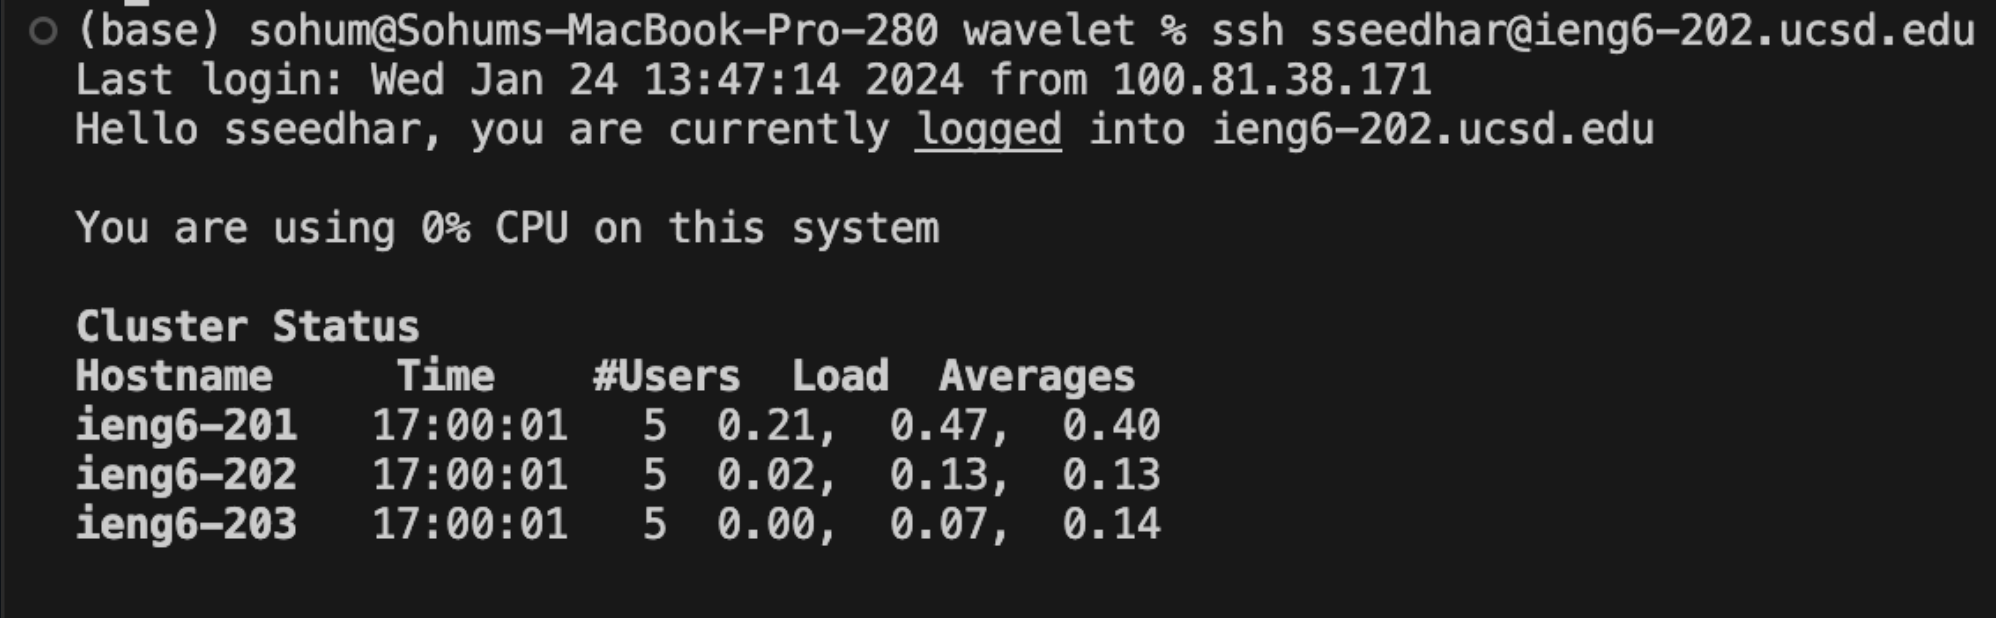 (base) sohum@Sohums-MacBook-Pro-280 wavelet % ssh sseedhar@ieng6-202.ucsd.edu
Last login: Wed Jan 24 13:47:14 2024 from 100.81.38.171
Hello sseedhar, you are currently logged into ieng6-202.ucsd.edu
You are using 0% CPU on this system
Cluster Status
Hostname     Time    #Users  Load  Averages
ieng6-201   17:00:01   5  0.21,  0.47,  0.40
ieng6-202   17:00:01   5  0.02,  0.13,  0.13
ieng6-203   17:00:01   5  0.00,  0.07,  0.14